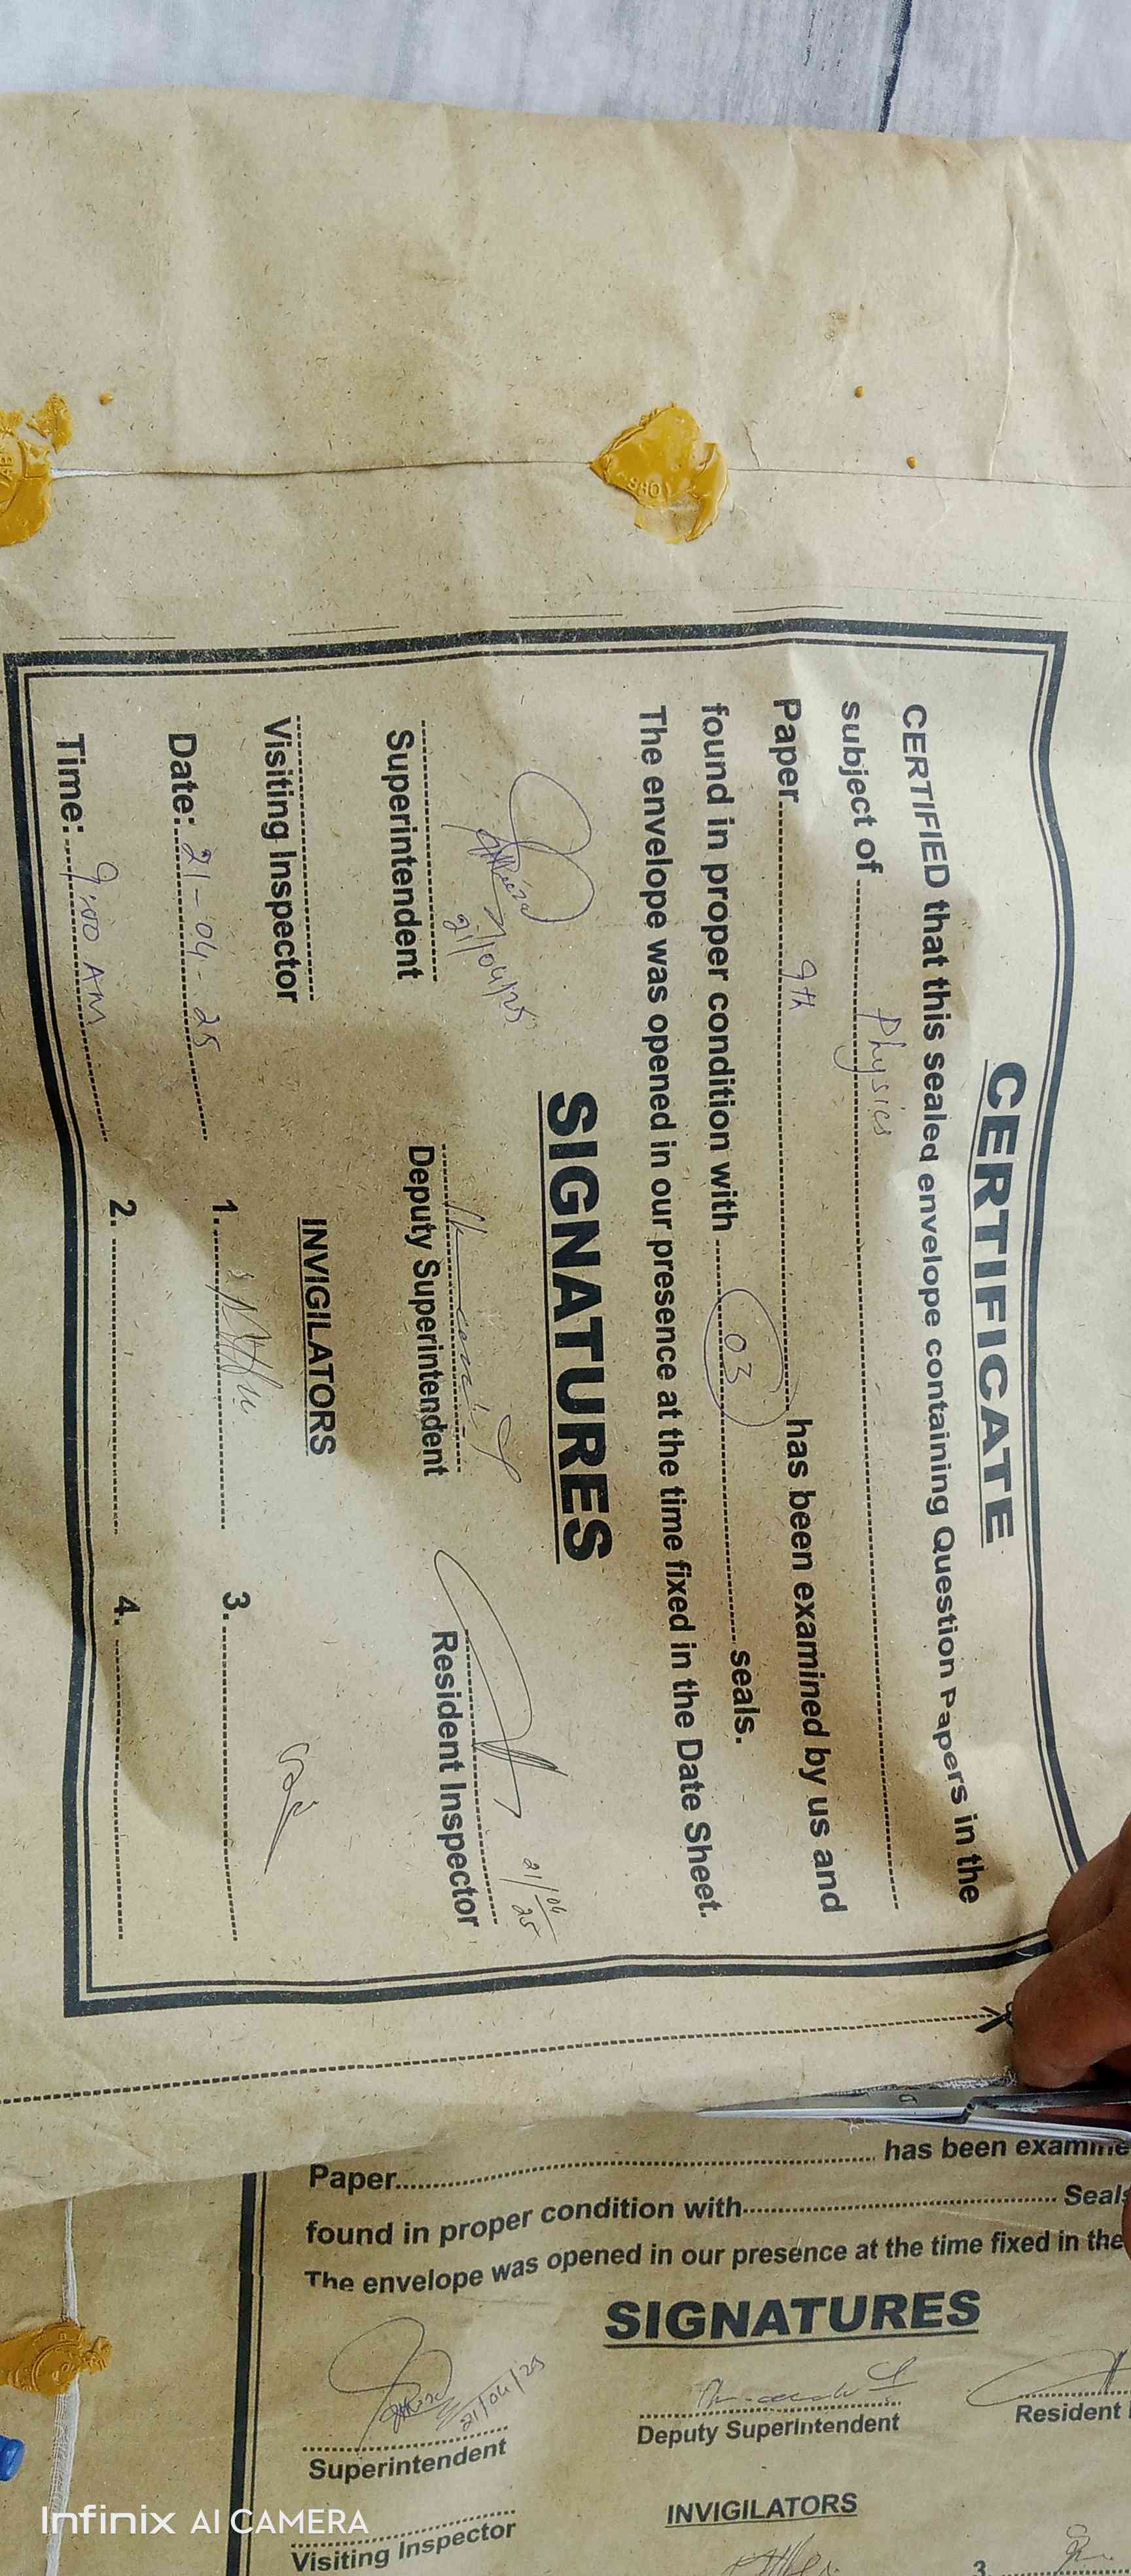 CERTIFICATE
CERTIFIED that this sealed envelope containing Question Papers in the
subject of Physics
Paper 9th has been examined by us and
found in proper condition with 03 seals.
The envelope was opened in our presence at the time fixed in the Date Sheet.
SIGNATURES
21/04/25
21/04/25
Superintendent Deputy Superintendent Resident Inspector
Visiting Inspector
INVIGILATORS
Date: 21-04-25 1. 3.
Time: 9:00 AM 2. 4.
Paper has been examine
found in proper condition with Seals
The envelope was opened in our presence at the time fixed in the
SIGNATURES
21/04/25
Superintendent Deputy Superintendent Resident
Visiting Inspector INVIGILATORS
3.
Infinix AI CAMERA